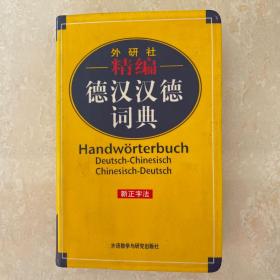 外研社
精编
德汉汉德
词典
Handwörterbuch
Deutsch-Chinesisch
Chinesisch-Deutsch
新正字法
外语教学与研究出版社